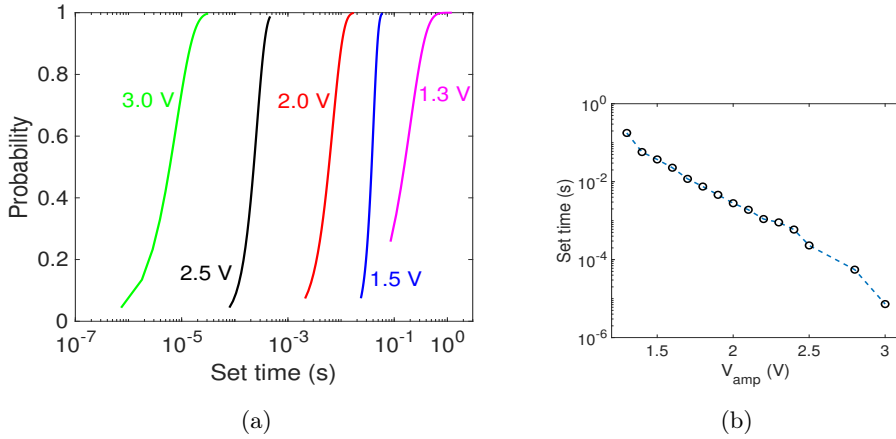 1
0.8
0.6
0.4
0.2
0
Probability
3.0 V
2.5 V
2.0 V
1.5 V
1.3 V
10^-7 10^-5 10^-3 10^-1 10^0
Set time (s)
(a)
10^0
10^-2
10^-4
10^-6
Set time (s)
1.5 2 2.5 3
V_amp (V)
(b)